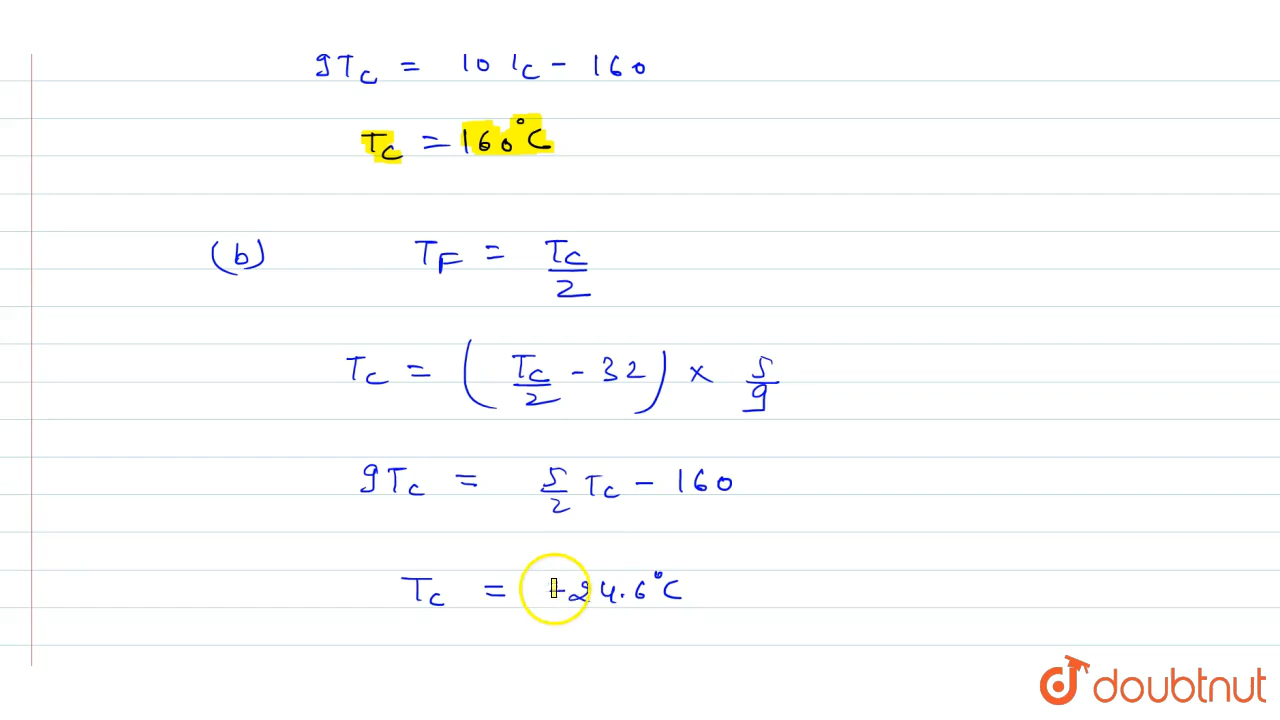 9T_C = 10 T_C - 160
T_C = 160°C
(b) T_F = T_C/2
T_C = (T_C/2 - 32) × 5/9
9T_C = 5/2 T_C - 160
T_C = -24.6°C
doubtnut